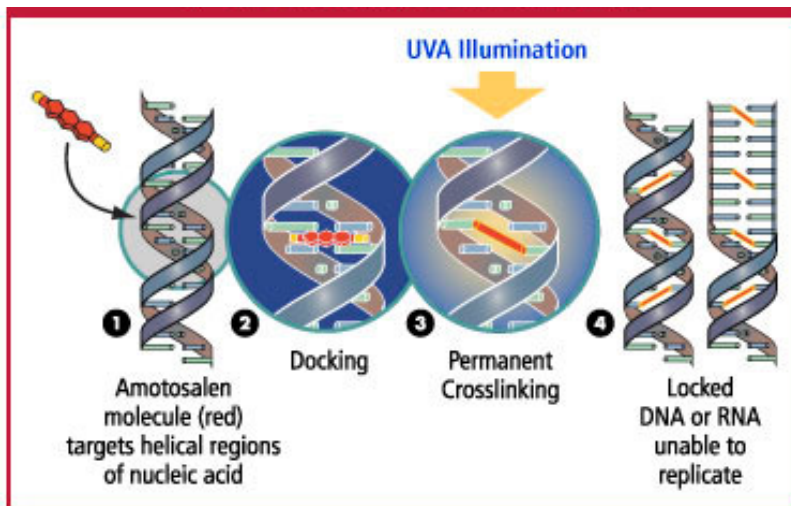 UVA Illumination
1
Amotosalen
molecule (red)
targets helical regions
of nucleic acid
2
Docking
3
Permanent
Crosslinking
4
Locked
DNA or RNA
unable to
replicate